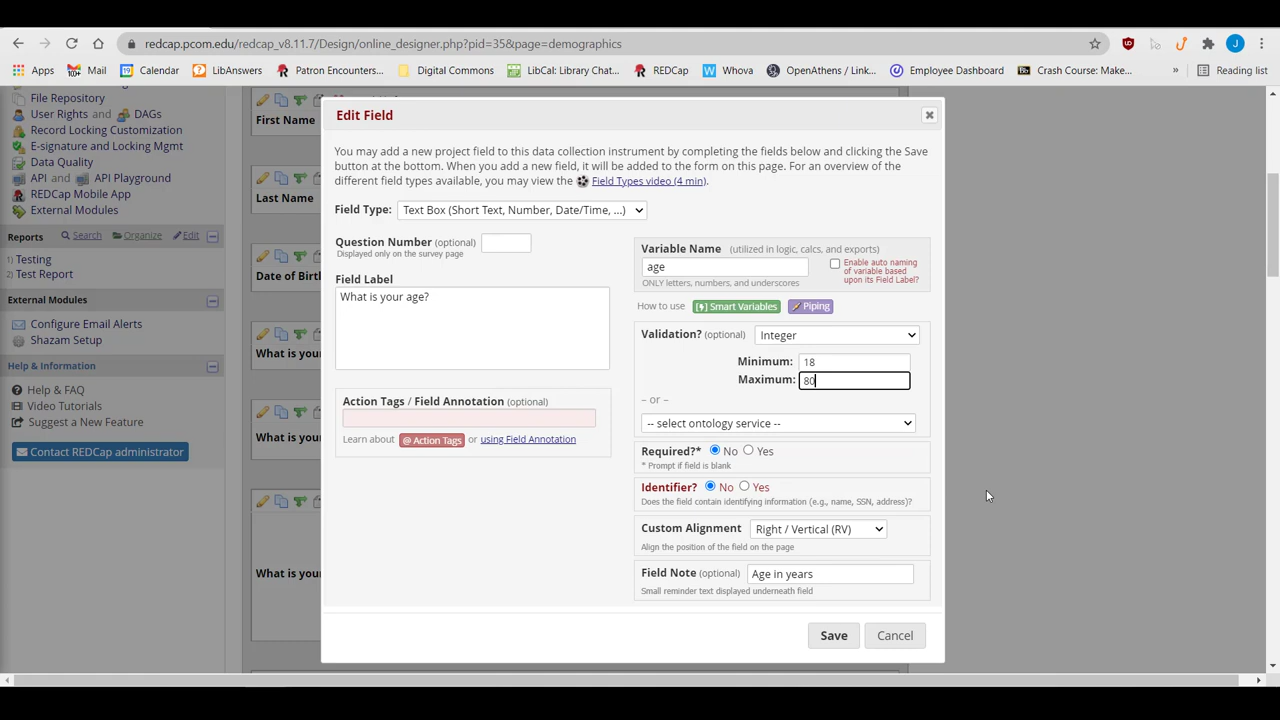 redcap.pcom.edu/redcap_v8.11.7/Design/online_designer.php?pid=35&page=demographics
Apps
Mail
Calendar
LibAnswers
Patron Encounters...
Digital Commons
LibCal: Library Chat...
REDCap
Whova
OpenAthens / Link...
Employee Dashboard
Crash Course: Make...
»
Reading list
File Repository
User Rights and DAGs
Record Locking Customization
E-signature and Locking Mgmt
Data Quality
API and API Playground
REDCap Mobile App
External Modules
Reports Search Organize Edit
1) Testing
2) Test Report
External Modules
Configure Email Alerts
Shazam Setup
Help & Information
Help & FAQ
Video Tutorials
Suggest a New Feature
Contact REDCap administrator
First Name
Last Name
Date of Birth
What is your
What is your
What is your
Edit Field
You may add a new project field to this data collection instrument by completing the fields below and clicking the Save
button at the bottom. When you add a new field, it will be added to the form on this page. For an overview of the
different field types available, you may view the Field Types video (4 min).
Field Type: Text Box (Short Text, Number, Date/Time, ...)
Question Number (optional)
Displayed only on the survey page
Field Label
What is your age?
Action Tags / Field Annotation (optional)
Learn about @ Action Tags or using Field Annotation
Variable Name (utilized in logic, calcs, and exports)
age
ONLY letters, numbers, and underscores
Enable auto naming
of variable based
upon its Field Label?
How to use [⚡] Smart Variables Piping
Validation? (optional) Integer
Minimum: 18
Maximum: 80
– or –
-- select ontology service --
Required?* No Yes
* Prompt if field is blank
Identifier? No Yes
Does the field contain identifying information (e.g., name, SSN, address)?
Custom Alignment Right / Vertical (RV)
Align the position of the field on the page
Field Note (optional) Age in years
Small reminder text displayed underneath field
Save
Cancel